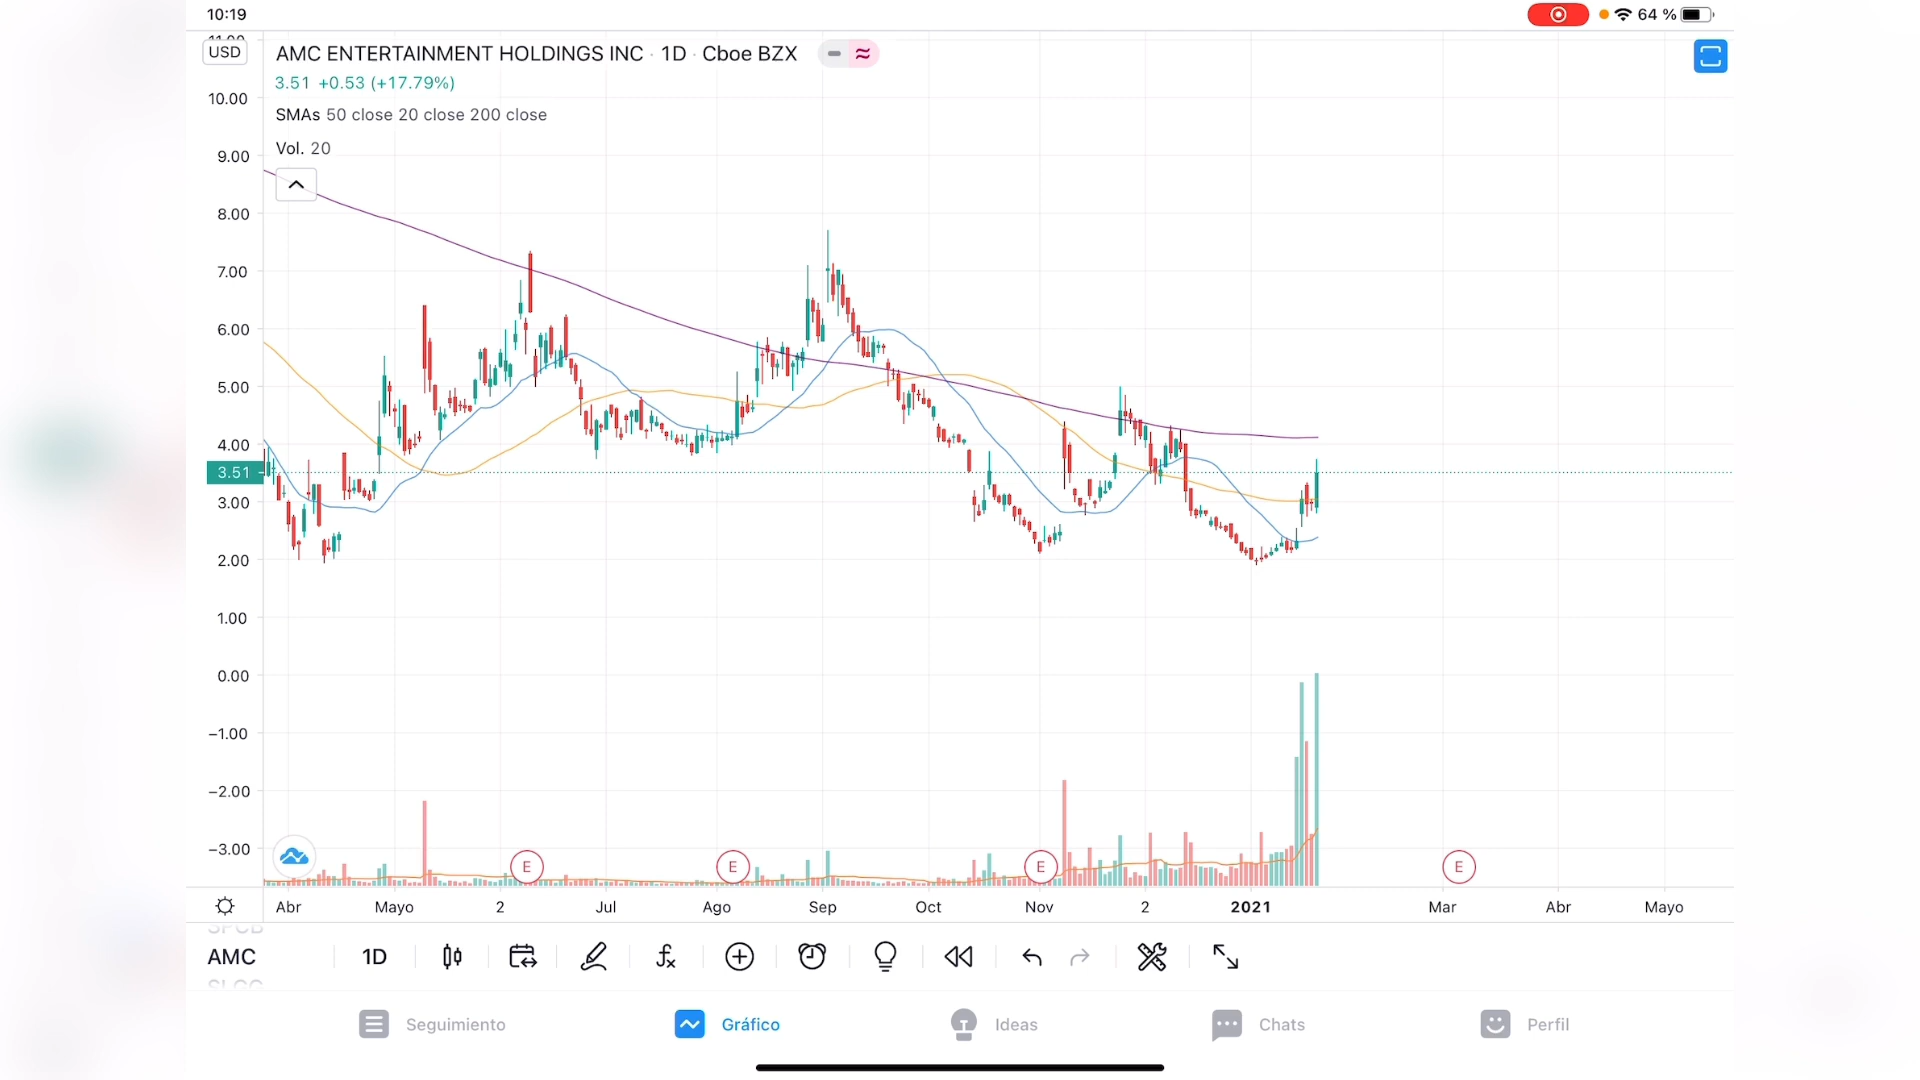 10:19
64 %
11.00
USD
AMC ENTERTAINMENT HOLDINGS INC · 1D · Cboe BZX
3.51 +0.53 (+17.79%)
SMAs 50 close 20 close 200 close
Vol. 20
10.00
9.00
8.00
7.00
6.00
5.00
4.00
3.51
3.00
2.00
1.00
0.00
−1.00
−2.00
−3.00
E E E E
Abr Mayo 2 Jul Ago Sep Oct Nov 2 2021 Mar Abr Mayo
SPCB
AMC 1D
Seguimiento Gráfico Ideas Chats Perfil